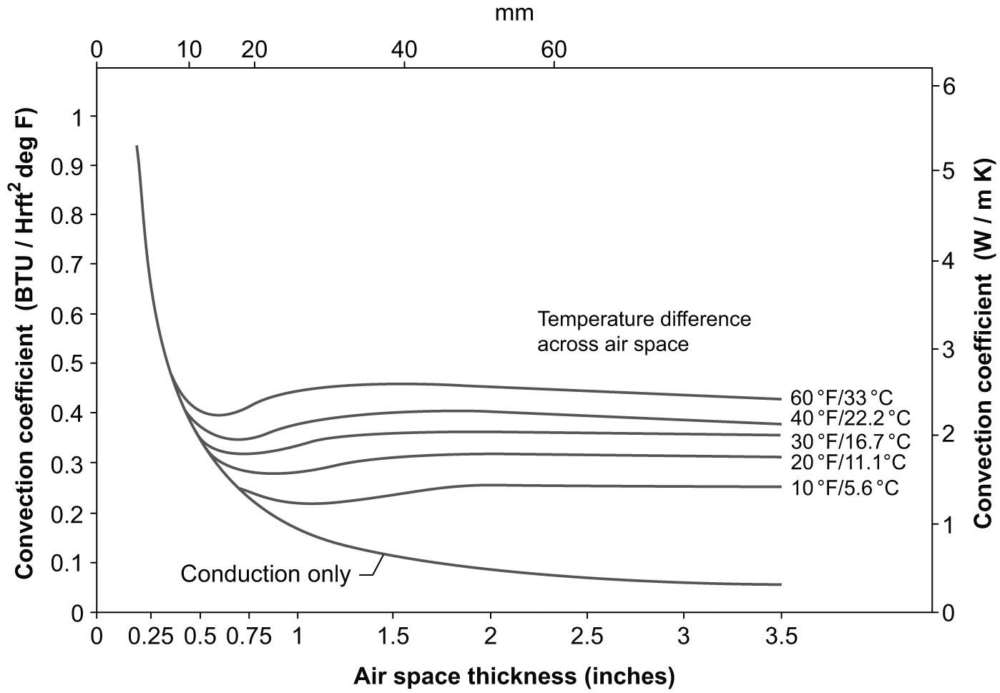 mm
0 10 20 40 60
Convection coefficient (BTU / Hrft2 deg F)
1
0.9
0.8
0.7
0.6
0.5
0.4
0.3
0.2
0.1
0
6
5
4
3
2
1
0
Convection coefficient (W / m K)
Temperature difference
across air space
60 °F/33 °C
40 °F/22.2 °C
30 °F/16.7 °C
20 °F/11.1°C
10 °F/5.6 °C
Conduction only
0 0.25 0.5 0.75 1 1.5 2 2.5 3 3.5
Air space thickness (inches)